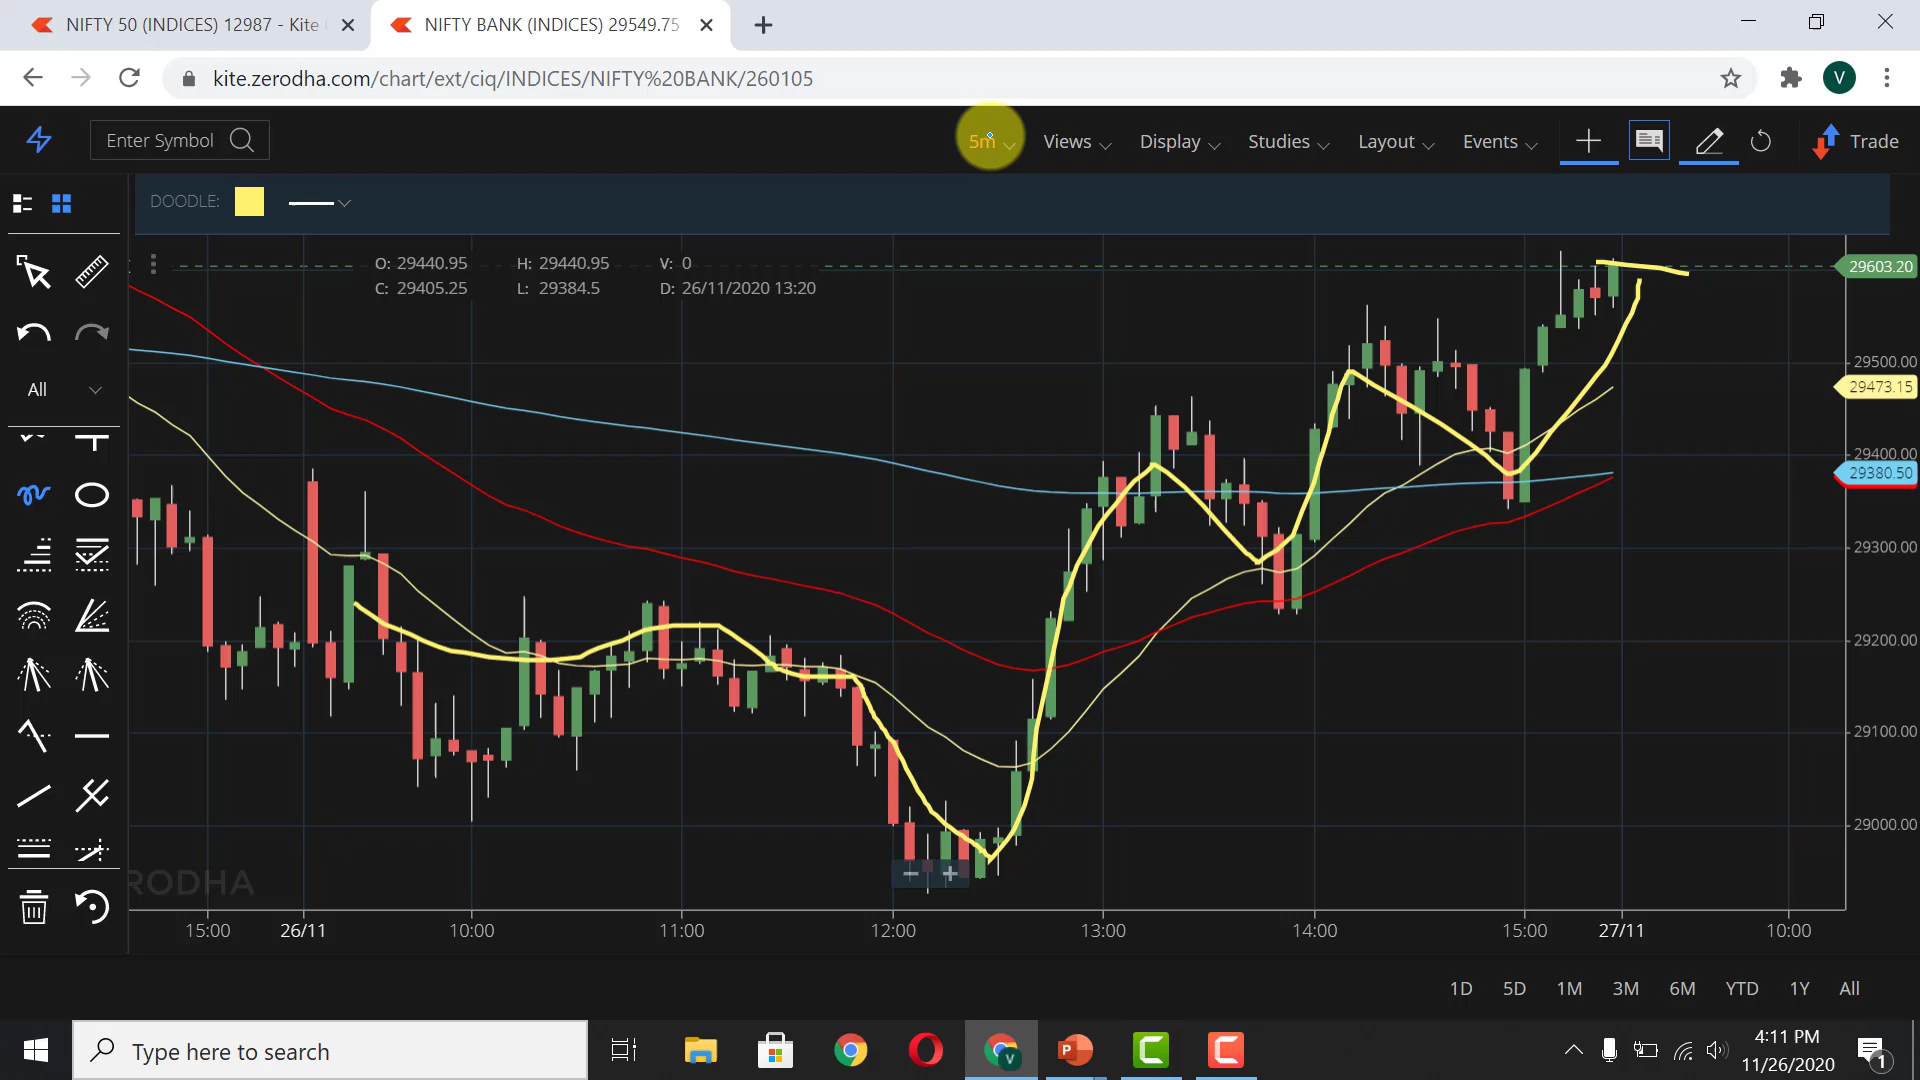 NIFTY 50 (INDICES) 12987 - Kite
NIFTY BANK (INDICES) 29549.75
kite.zerodha.com/chart/ext/ciq/INDICES/NIFTY%20BANK/260105
V
Enter Symbol
5m
Views
Display
Studies
Layout
Events
Trade
DOODLE:
O: 29440.95
H: 29440.95
V: 0
C: 29405.25
L: 29384.5
D: 26/11/2020 13:20
All
29603.20
29500.00
29473.15
29400.00
29380.50
29300.00
29200.00
29100.00
29000.00
RODHA
15:00
26/11
10:00
11:00
12:00
13:00
14:00
15:00
27/11
10:00
1D
5D
1M
3M
6M
YTD
1Y
All
Type here to search
V
P
4:11 PM
11/26/2020
1